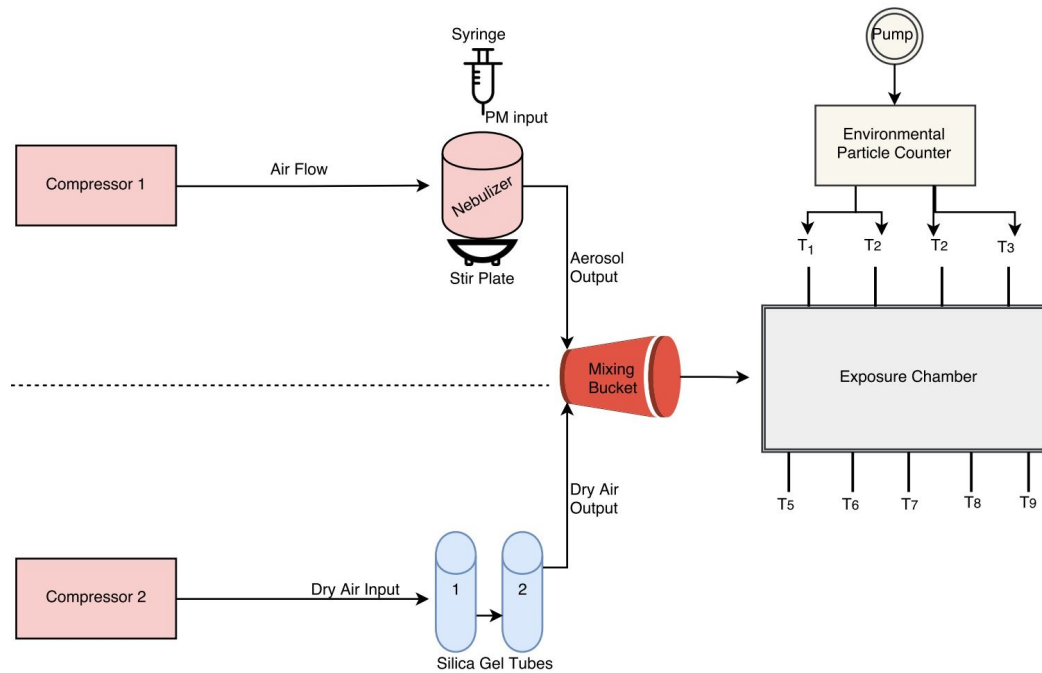 Syringe
PM input
Pump
Environmental
Particle Counter
Compressor 1
Air Flow
Nebulizer
Stir Plate
Aerosol
Output
T1
T2
T2
T3
Mixing
Bucket
Exposure Chamber
T5
T6
T7
T8
T9
Dry Air
Output
Compressor 2
Dry Air Input
1
2
Silica Gel Tubes